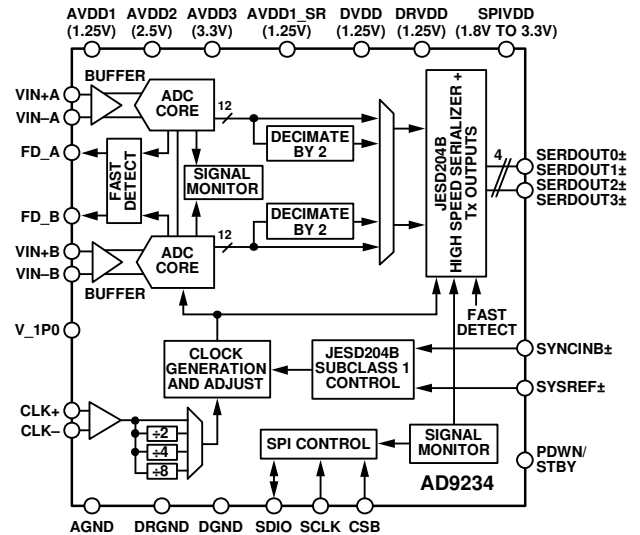 AVDD1 (1.25V)
AVDD2 (2.5V)
AVDD3 (3.3V)
AVDD1_SR (1.25V)
DVDD (1.25V)
DRVDD (1.25V)
SPIVDD (1.8V TO 3.3V)
BUFFER
VIN+A
VIN–A
ADC
CORE
12
DECIMATE
BY 2
FD_A
FAST
DETECT
SIGNAL
MONITOR
FD_B
VIN+B
VIN–B
BUFFER
ADC
CORE
12
DECIMATE
BY 2
JESD204B
HIGH SPEED SERIALIZER +
Tx OUTPUTS
4
SERDOUT0±
SERDOUT1±
SERDOUT2±
SERDOUT3±
FAST
DETECT
V_1P0
CLOCK
GENERATION
AND ADJUST
JESD204B
SUBCLASS 1
CONTROL
SYNCINB±
SYSREF±
CLK+
CLK–
÷2
÷4
÷8
SPI CONTROL
SIGNAL
MONITOR
PDWN/
STBY
AD9234
AGND
DRGND
DGND
SDIO
SCLK
CSB